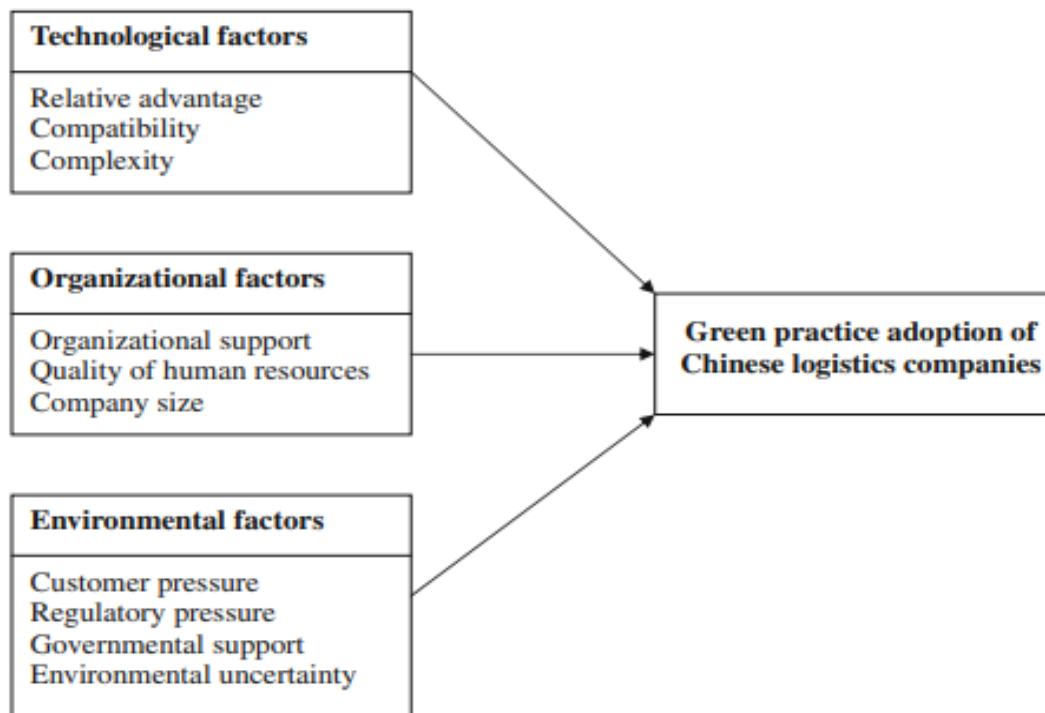 Technological factors
Relative advantage
Compatibility
Complexity
Organizational factors
Organizational support
Quality of human resources
Company size
Green practice adoption of
Chinese logistics companies
Environmental factors
Customer pressure
Regulatory pressure
Governmental support
Environmental uncertainty